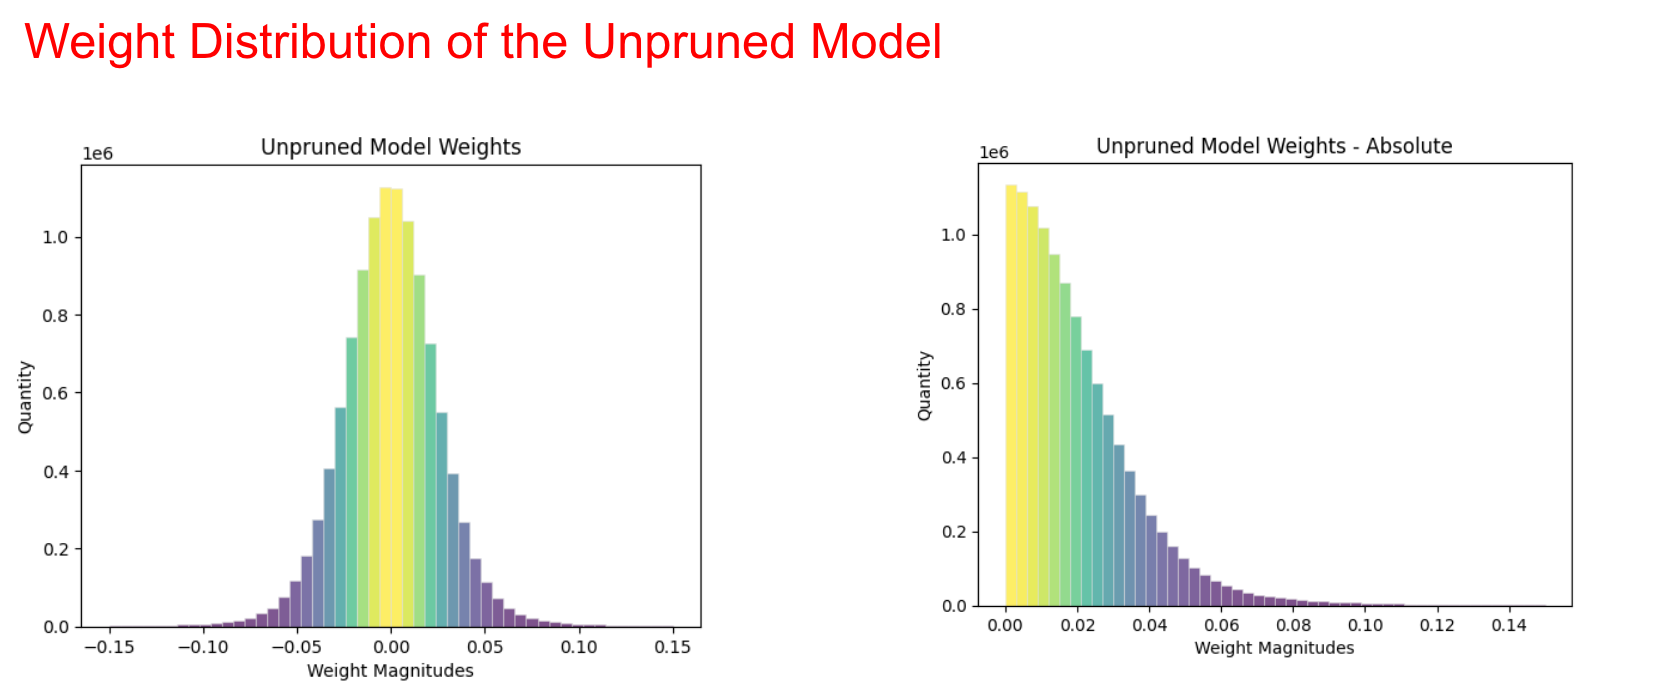 Weight Distribution of the Unpruned Model
Unpruned Model Weights
1e6
1.0
0.8
0.6
0.4
0.2
0.0
Quantity
−0.15 −0.10 −0.05 0.00 0.05 0.10 0.15
Weight Magnitudes
Unpruned Model Weights - Absolute
1e6
1.0
0.8
0.6
0.4
0.2
0.0
Quantity
0.00 0.02 0.04 0.06 0.08 0.10 0.12 0.14
Weight Magnitudes